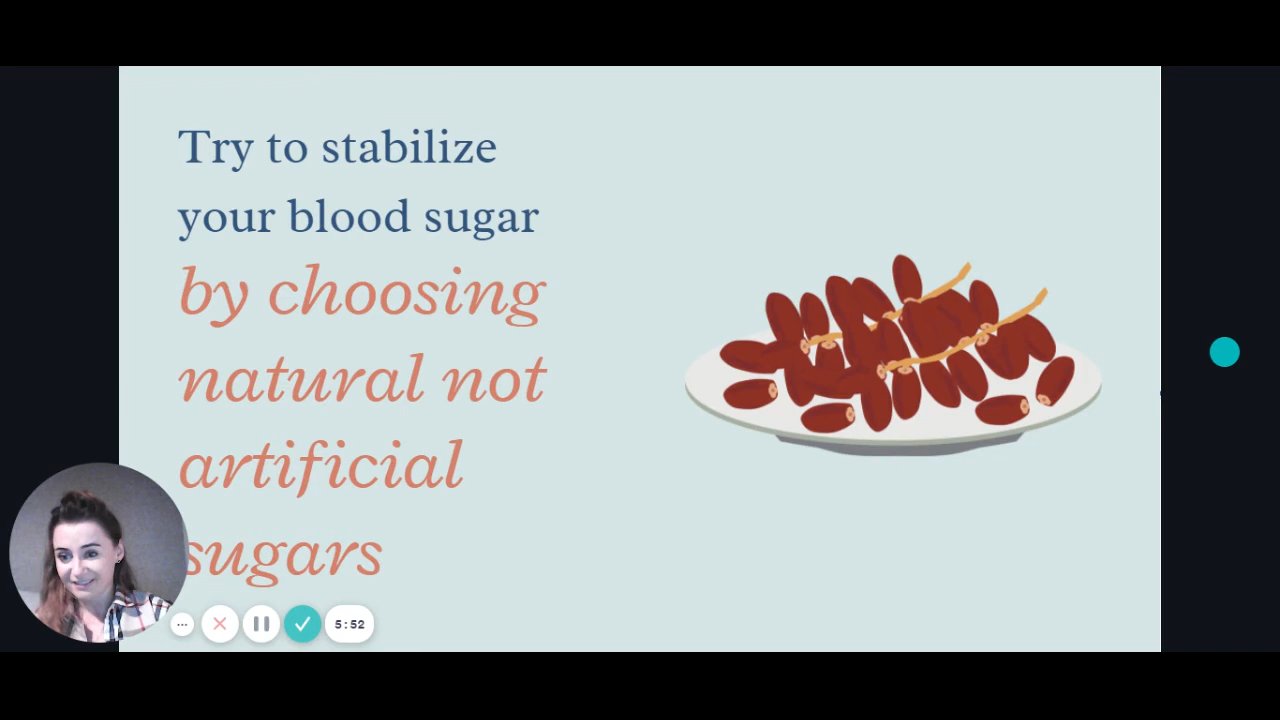 Try to stabilize
your blood sugar
by choosing
natural not
artificial
sugars
5:52